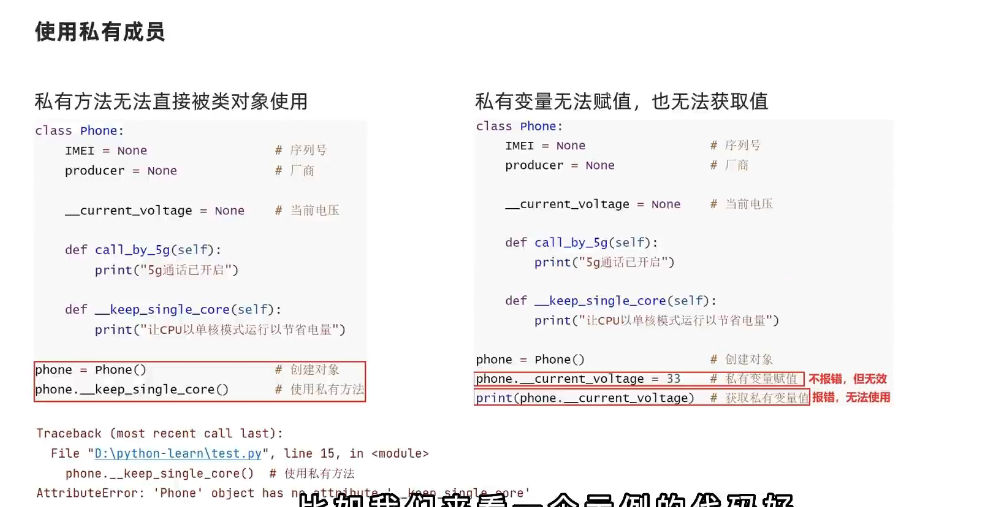 使用私有成员
私有方法无法直接被类对象使用
class Phone:
    IMEI = None                 # 序列号
    producer = None             # 厂商

    __current_voltage = None    # 当前电压

    def call_by_5g(self):
        print("5g通话已开启")

    def __keep_single_core(self):
        print("让CPU以单核模式运行以节省电量")

phone = Phone()                 # 创建对象
phone.__keep_single_core()      # 使用私有方法
Traceback (most recent call last):
  File "D:\python-learn\test.py", line 15, in <module>
    phone.__keep_single_core()  # 使用私有方法
AttributeError: 'Phone' object has no attribute '__keep_single_core'
私有变量无法赋值，也无法获取值
class Phone:
    IMEI = None                 # 序列号
    producer = None             # 厂商

    __current_voltage = None    # 当前电压

    def call_by_5g(self):
        print("5g通话已开启")

    def __keep_single_core(self):
        print("让CPU以单核模式运行以节省电量")

phone = Phone()                 # 创建对象
phone.__current_voltage = 33    # 私有变量赋值 不报错，但无效
print(phone.__current_voltage)  # 获取私有变量值 报错，无法使用
比如我们来看一个示例的代码好